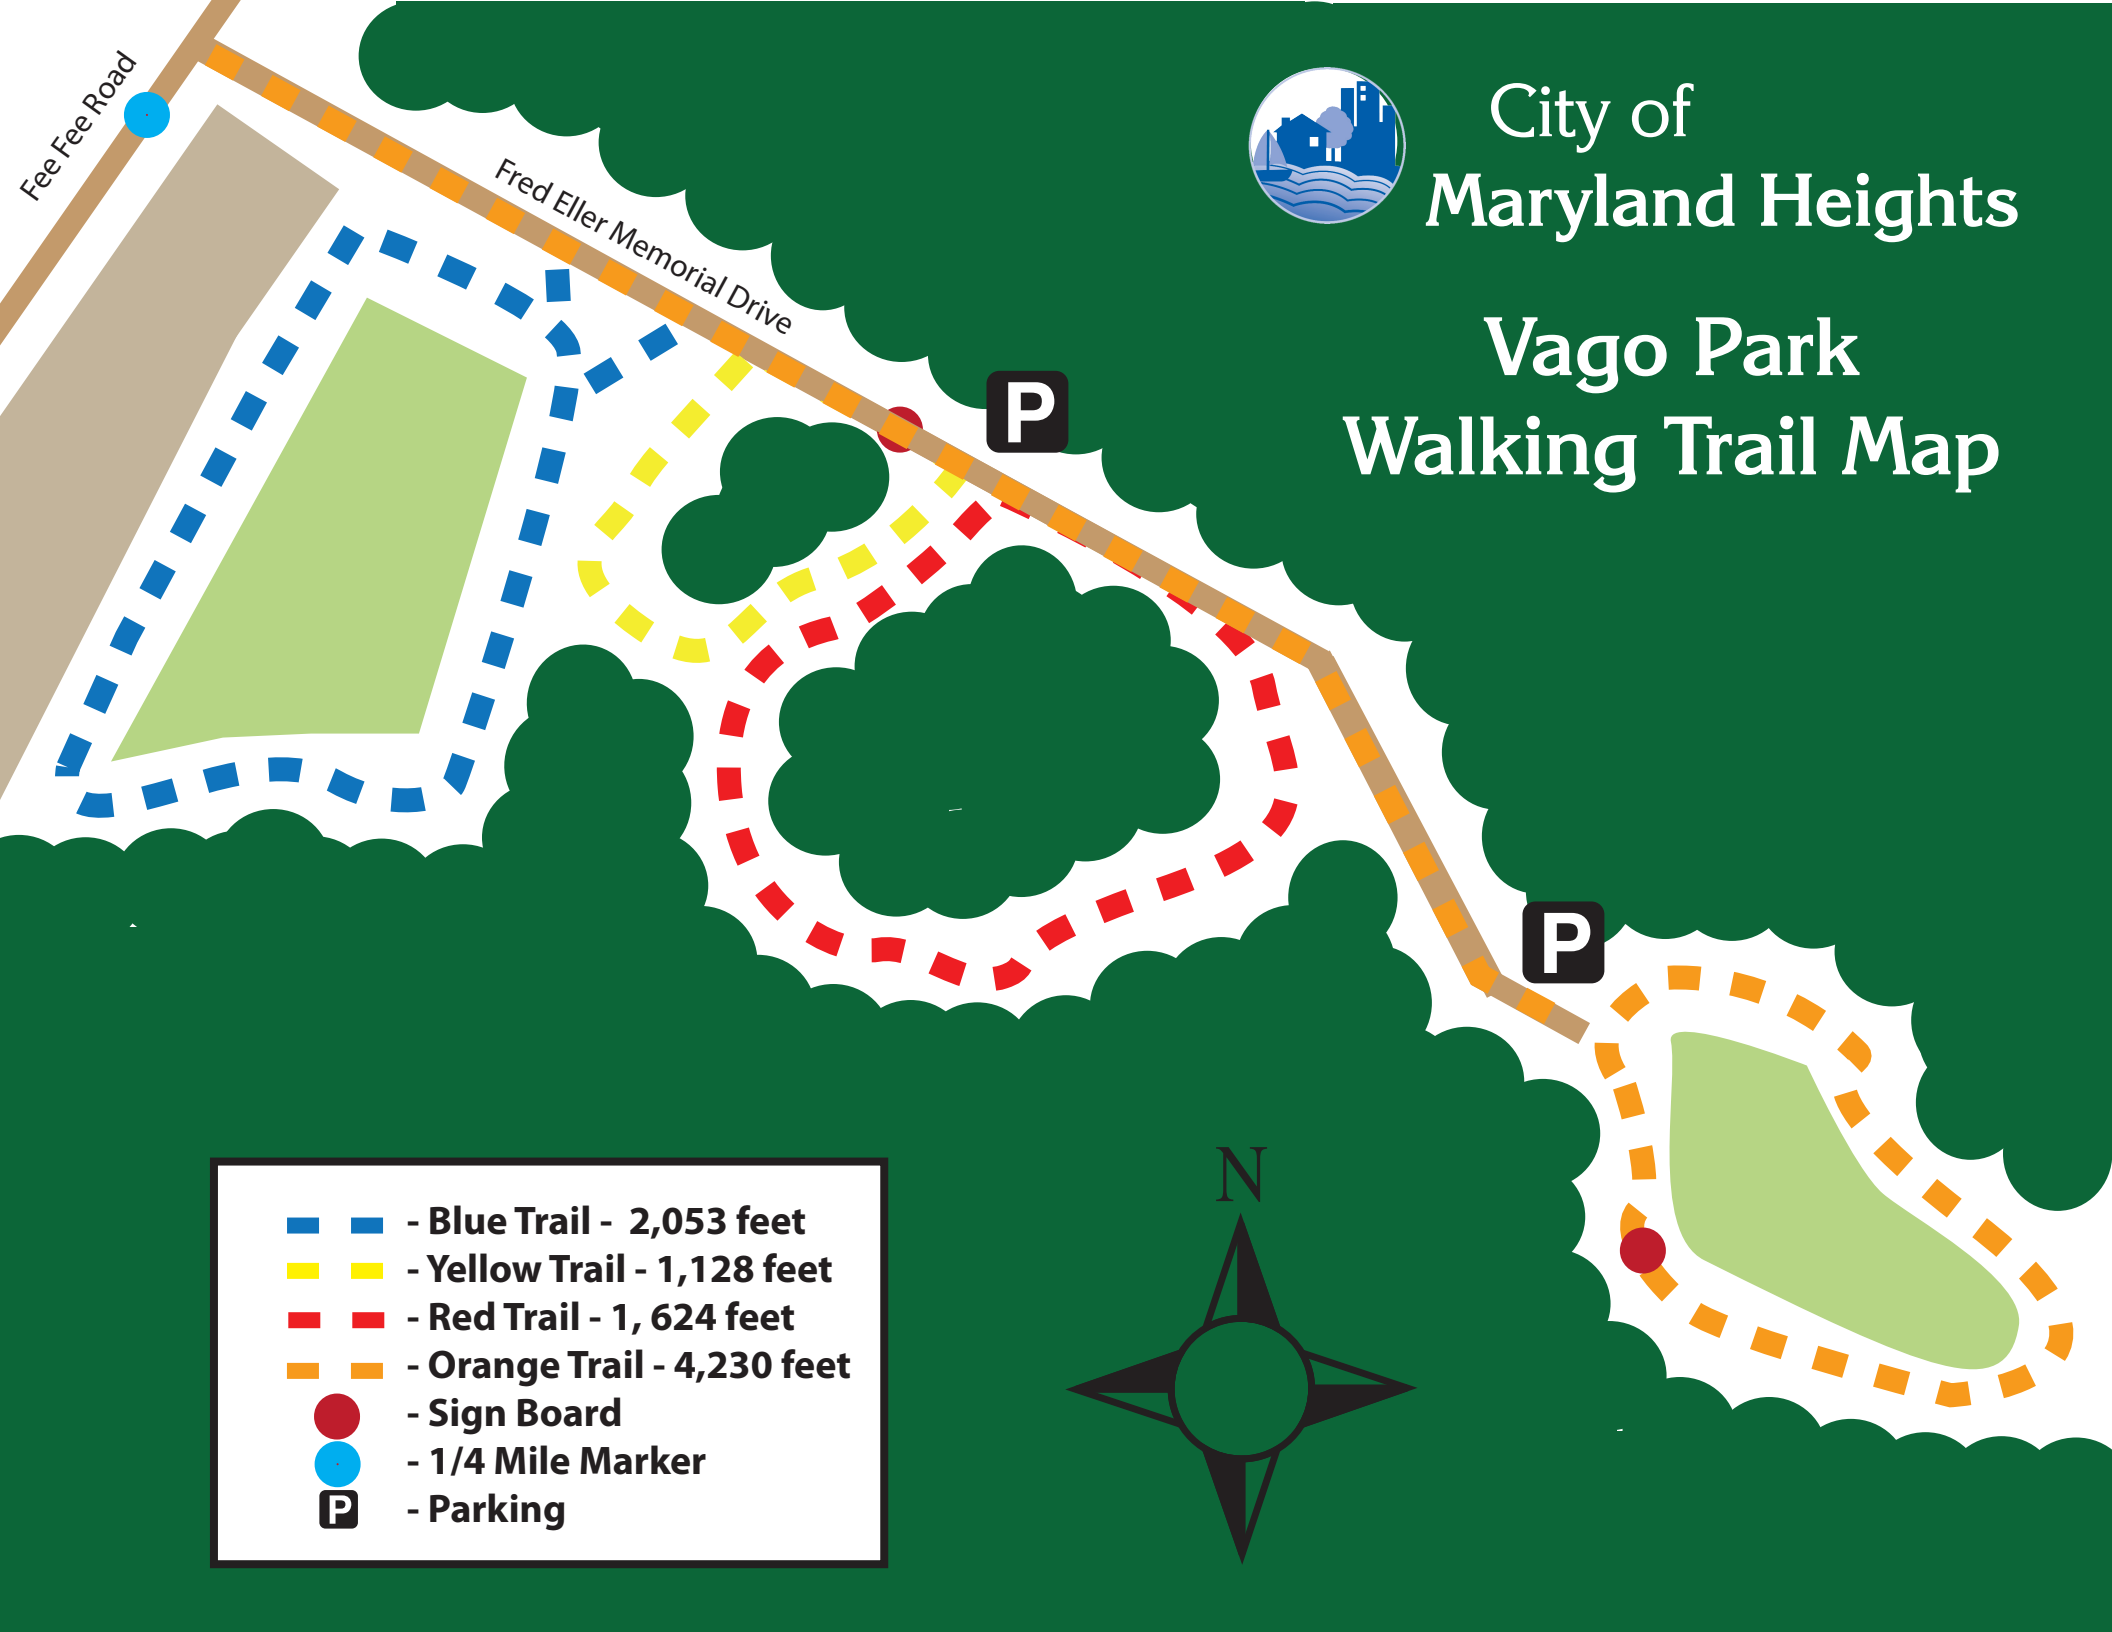 City of
Maryland Heights
Vago Park
Walking Trail Map
Fee Fee Road
Fred Eller Memorial Drive
P
P
N
- Blue Trail - 2,053 feet
- Yellow Trail - 1,128 feet
- Red Trail - 1, 624 feet
- Orange Trail - 4,230 feet
- Sign Board
- 1/4 Mile Marker
P - Parking